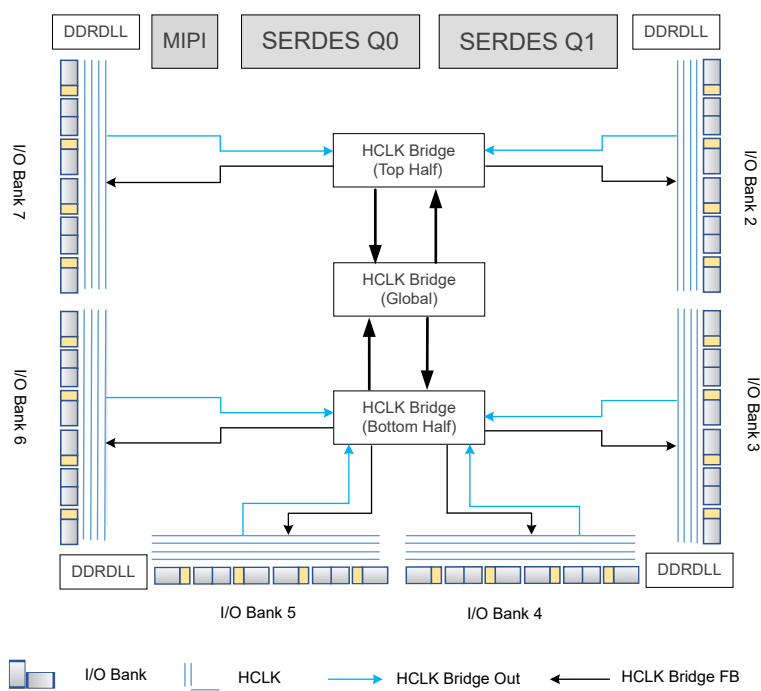 DDRDLL
MIPI
SERDES Q0
SERDES Q1
DDRDLL
I/O Bank 7
HCLK Bridge
(Top Half)
I/O Bank 2
HCLK Bridge
(Global)
I/O Bank 6
HCLK Bridge
(Bottom Half)
I/O Bank 3
DDRDLL
DDRDLL
I/O Bank 5
I/O Bank 4
I/O Bank
HCLK
HCLK Bridge Out
HCLK Bridge FB